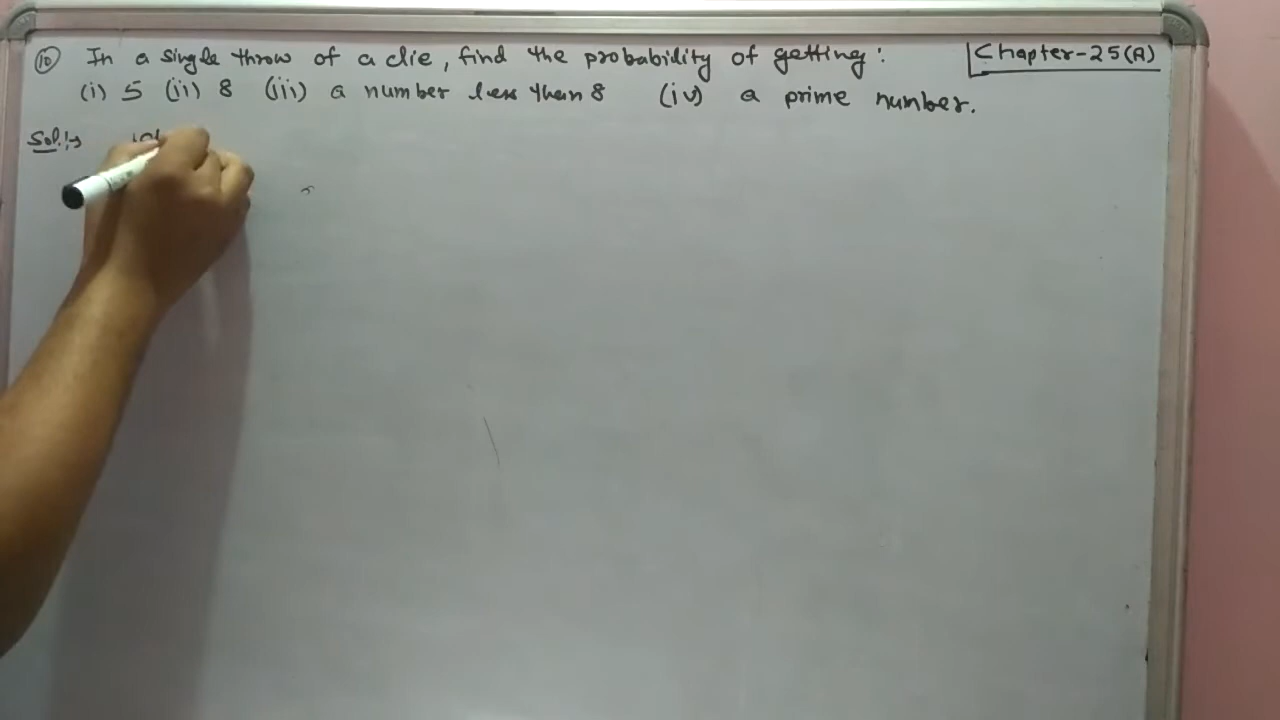 (10) In a single throw of a die, find the probability of getting: Chapter-25(A)
(i) 5 (ii) 8 (iii) a number less than 8 (iv) a prime number.
Sol:→